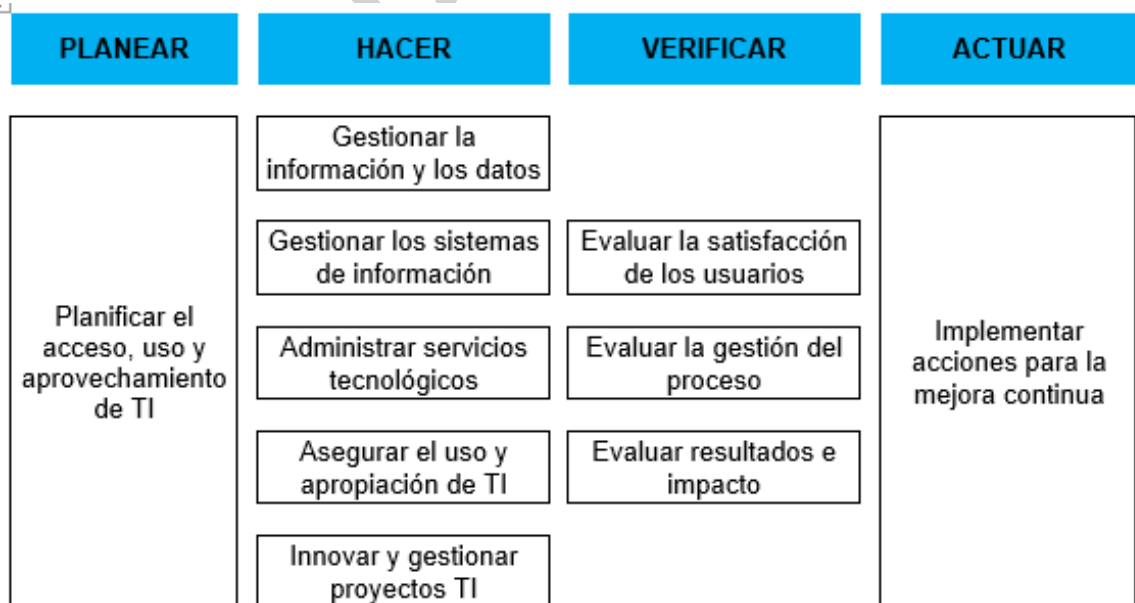 PLANEAR
HACER
VERIFICAR
ACTUAR
Planificar el
acceso, uso y
aprovechamiento
de TI
Gestionar la
información y los datos
Gestionar los sistemas
de información
Administrar servicios
tecnológicos
Asegurar el uso y
apropiación de TI
Innovar y gestionar
proyectos TI
Evaluar la satisfacción
de los usuarios
Evaluar la gestión del
proceso
Evaluar resultados e
impacto
Implementar
acciones para la
mejora continua